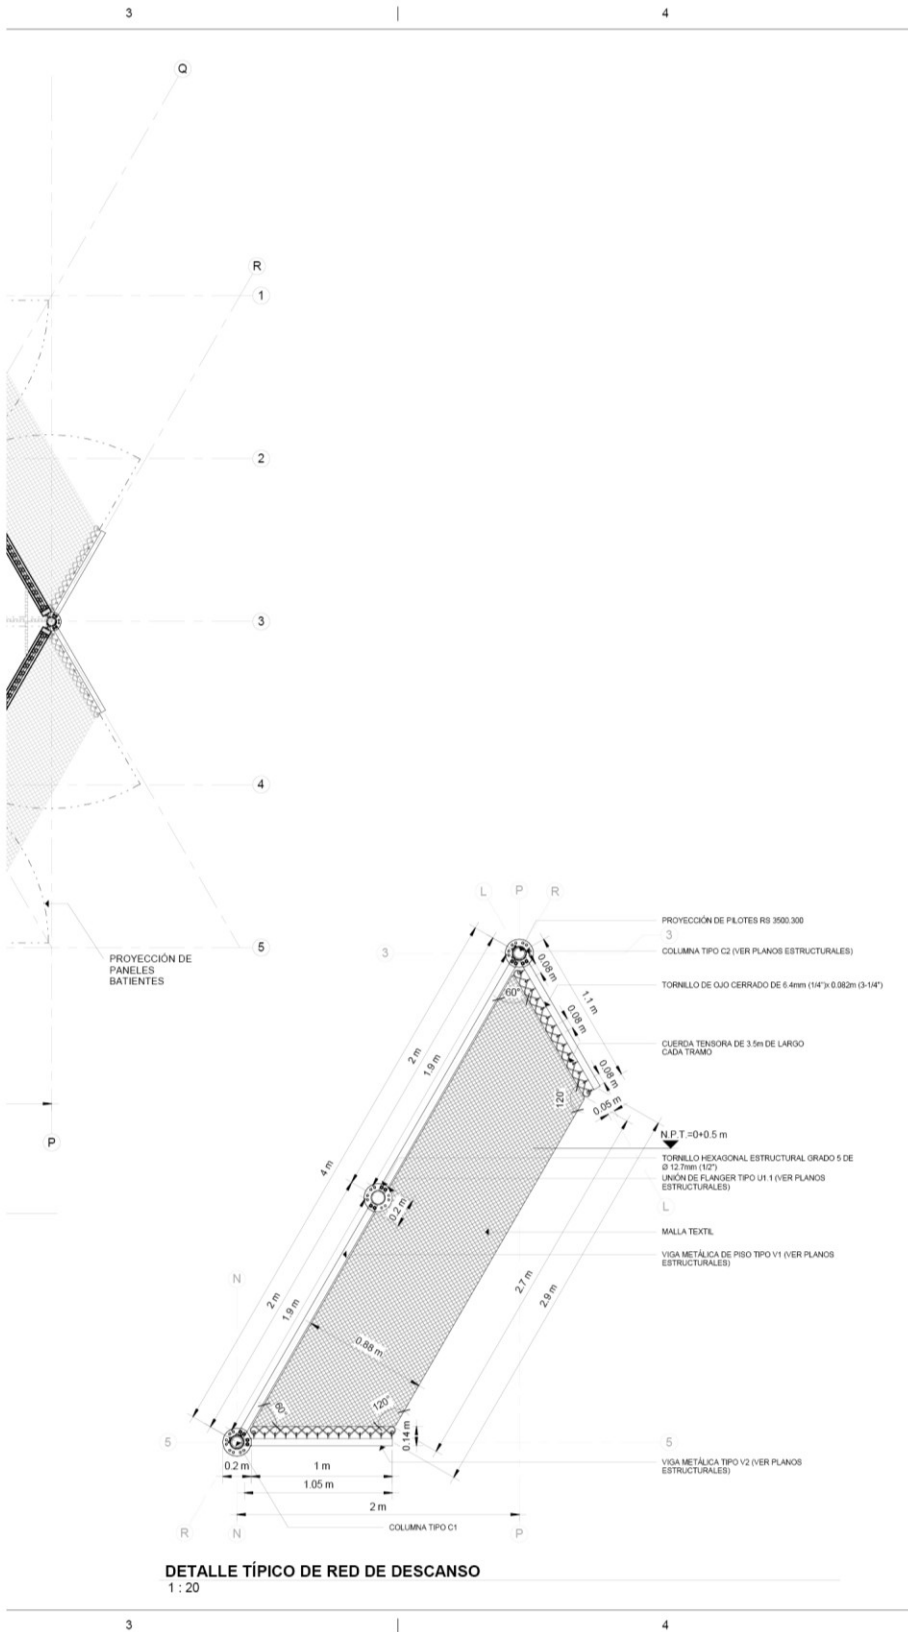 3
4
Q
R
1
2
3
4
5
PROYECCIÓN DE
PANELES
BATIENTES
P
L
P
R
3
PROYECCIÓN DE PILOTES RS 3500.300
3
COLUMNA TIPO C2 (VER PLANOS ESTRUCTURALES)
TORNILLO DE OJO CERRADO DE 6.4mm (1/4")x 0.082m (3-1/4")
CUERDA TENSORA DE 3.5m DE LARGO
CADA TRAMO
0.08 m
1.1 m
0.08 m
0.08 m
0.05 m
60°
120°
2 m
1.9 m
4 m
0.2 m
N.P.T.=0+0.5 m
TORNILLO HEXAGONAL ESTRUCTURAL GRADO 5 DE
Ø 12.7mm (1/2")
UNIÓN DE FLANGER TIPO U1.1 (VER PLANOS
ESTRUCTURALES)
L
MALLA TEXTIL
VIGA METÁLICA DE PISO TIPO V1 (VER PLANOS
ESTRUCTURALES)
N
2 m
1.9 m
2.7 m
2.9 m
0.88 m
60°
120°
0.14 m
5
5
VIGA METÁLICA TIPO V2 (VER PLANOS
ESTRUCTURALES)
0.2 m
1 m
1.05 m
2 m
COLUMNA TIPO C1
R
N
P
DETALLE TÍPICO DE RED DE DESCANSO
1 : 20
3
4